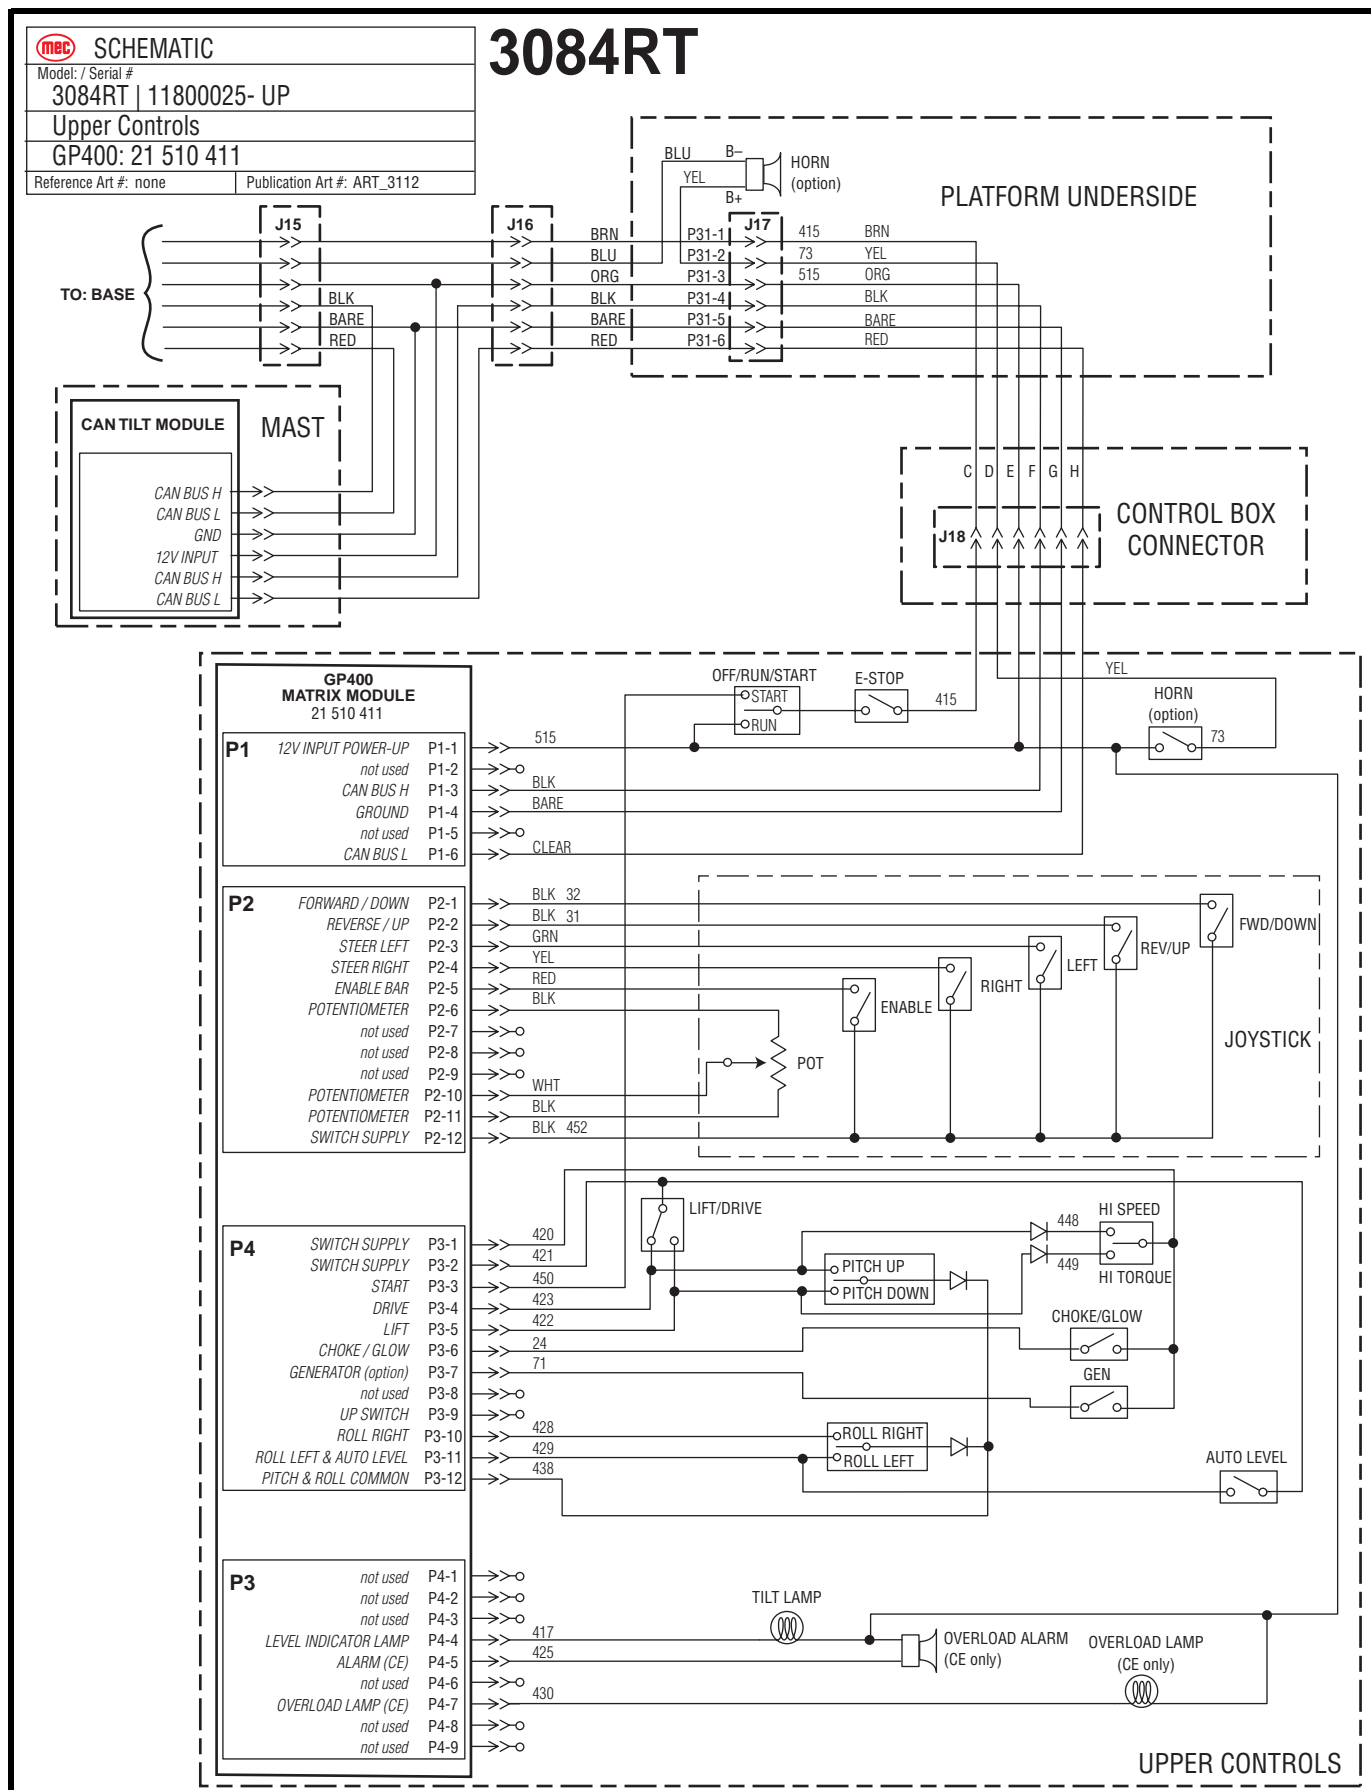 mec SCHEMATIC
3084RT
Model: / Serial #
3084RT | 11800025- UP
Upper Controls
GP400: 21 510 411
Reference Art #: none
Publication Art #: ART_3112
BLU B–
HORN
(option)
YEL
B+
PLATFORM UNDERSIDE
J15
J16
J17
TO: BASE
BRN P31-1 415 BRN
BLU P31-2 73 YEL
ORG P31-3 515 ORG
BLK BLK P31-4 BLK
BARE BARE P31-5 BARE
RED RED P31-6 RED
CAN TILT MODULE
MAST
CAN BUS H
CAN BUS L
GND
12V INPUT
CAN BUS H
CAN BUS L
C D E F G H
J18
CONTROL BOX
CONNECTOR
GP400
MATRIX MODULE
21 510 411
OFF/RUN/START
START
RUN
E-STOP
415
YEL
HORN
(option)
73
P1
12V INPUT POWER-UP P1-1 515
not used P1-2
CAN BUS H P1-3 BLK
GROUND P1-4 BARE
not used P1-5
CAN BUS L P1-6 CLEAR
P2
FORWARD / DOWN P2-1 BLK 32
REVERSE / UP P2-2 BLK 31
STEER LEFT P2-3 GRN
STEER RIGHT P2-4 YEL
ENABLE BAR P2-5 RED
POTENTIOMETER P2-6 BLK
not used P2-7
not used P2-8
not used P2-9
POTENTIOMETER P2-10 WHT
POTENTIOMETER P2-11 BLK
SWITCH SUPPLY P2-12 BLK 452
FWD/DOWN
REV/UP
LEFT
RIGHT
ENABLE
POT
JOYSTICK
P4
SWITCH SUPPLY P3-1 420
SWITCH SUPPLY P3-2 421
START P3-3 450
DRIVE P3-4 423
LIFT P3-5 422
CHOKE / GLOW P3-6 24
GENERATOR (option) P3-7 71
not used P3-8
UP SWITCH P3-9
ROLL RIGHT P3-10 428
ROLL LEFT & AUTO LEVEL P3-11 429
PITCH & ROLL COMMON P3-12 438
LIFT/DRIVE
448
HI SPEED
449
HI TORQUE
PITCH UP
PITCH DOWN
CHOKE/GLOW
GEN
ROLL RIGHT
ROLL LEFT
AUTO LEVEL
P3
not used P4-1
not used P4-2
not used P4-3
LEVEL INDICATOR LAMP P4-4 417
ALARM (CE) P4-5 425
not used P4-6
OVERLOAD LAMP (CE) P4-7 430
not used P4-8
not used P4-9
TILT LAMP
OVERLOAD ALARM
(CE only)
OVERLOAD LAMP
(CE only)
UPPER CONTROLS